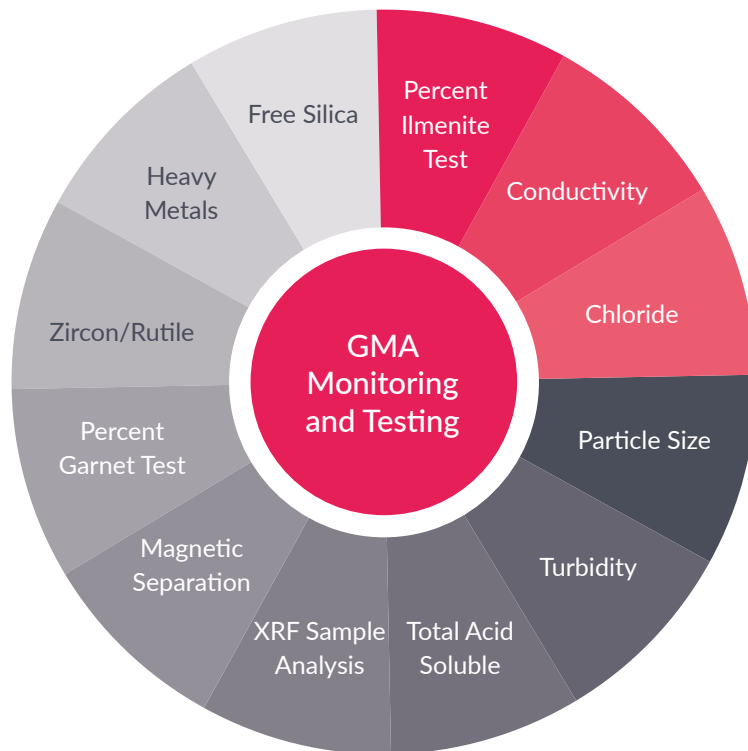 GMA
Monitoring
and Testing
Percent
Ilmenite
Test
Conductivity
Chloride
Particle Size
Turbidity
Total Acid
Soluble
XRF Sample
Analysis
Magnetic
Separation
Percent
Garnet Test
Zircon/Rutile
Heavy
Metals
Free Silica